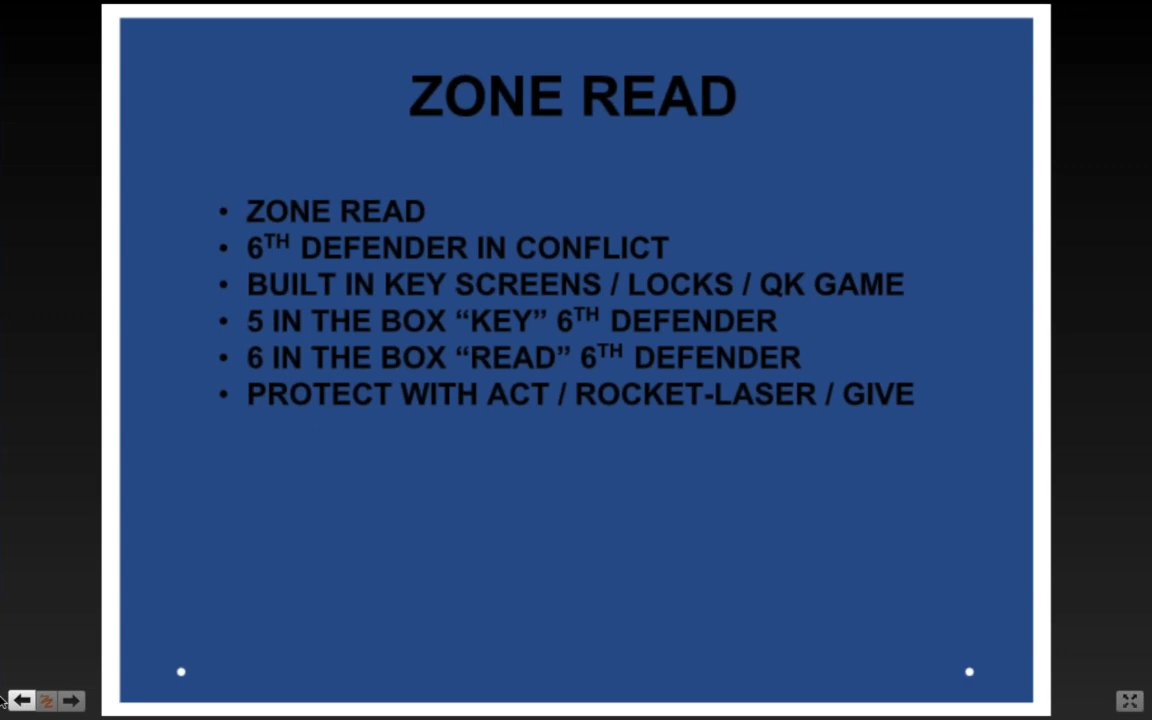 ZONE READ
• ZONE READ
• 6TH DEFENDER IN CONFLICT
• BUILT IN KEY SCREENS / LOCKS / QK GAME
• 5 IN THE BOX “KEY” 6TH DEFENDER
• 6 IN THE BOX “READ” 6TH DEFENDER
• PROTECT WITH ACT / ROCKET-LASER / GIVE